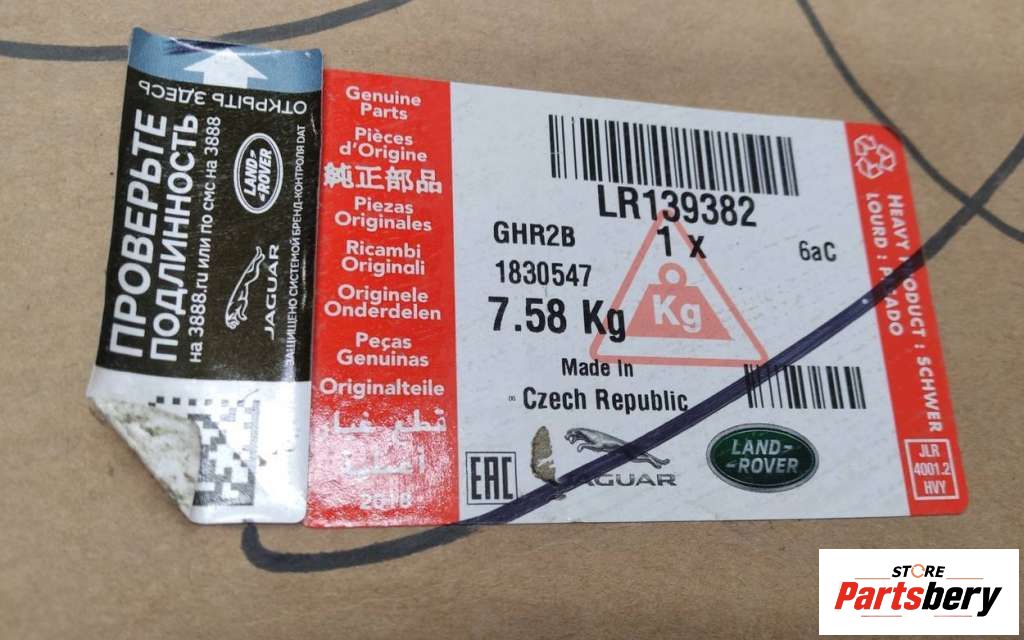 ОТКРЫТЬ ЗДЕСЬ
ПРОВЕРЬТЕ
ПОДЛИННОСТЬ
на 3888.ru или по смс на 3888
LAND-
-ROVER
JAGUAR
ЗАЩИЩЕНО СИСТЕМОЙ БРЕНД-КОНТРОЛЯ DAT
Genuine
Parts
Pièces
d'Origine
純正部品
Piezas
Originales
Ricambi
Originali
Originele
Onderdelen
Peças
Genuinas
Originalteile
قطع غيار
أصلية
LR139382
GHR2B
1 x
6aC
1830547
7.58 Kg
Kg
Made In
Czech Republic
EAC
JAGUAR
LAND-
-ROVER
HEAVY PRODUCT : SCHWER
LOURD : PESADO
JLR
4001.2
HVY
STORE
Partsbery